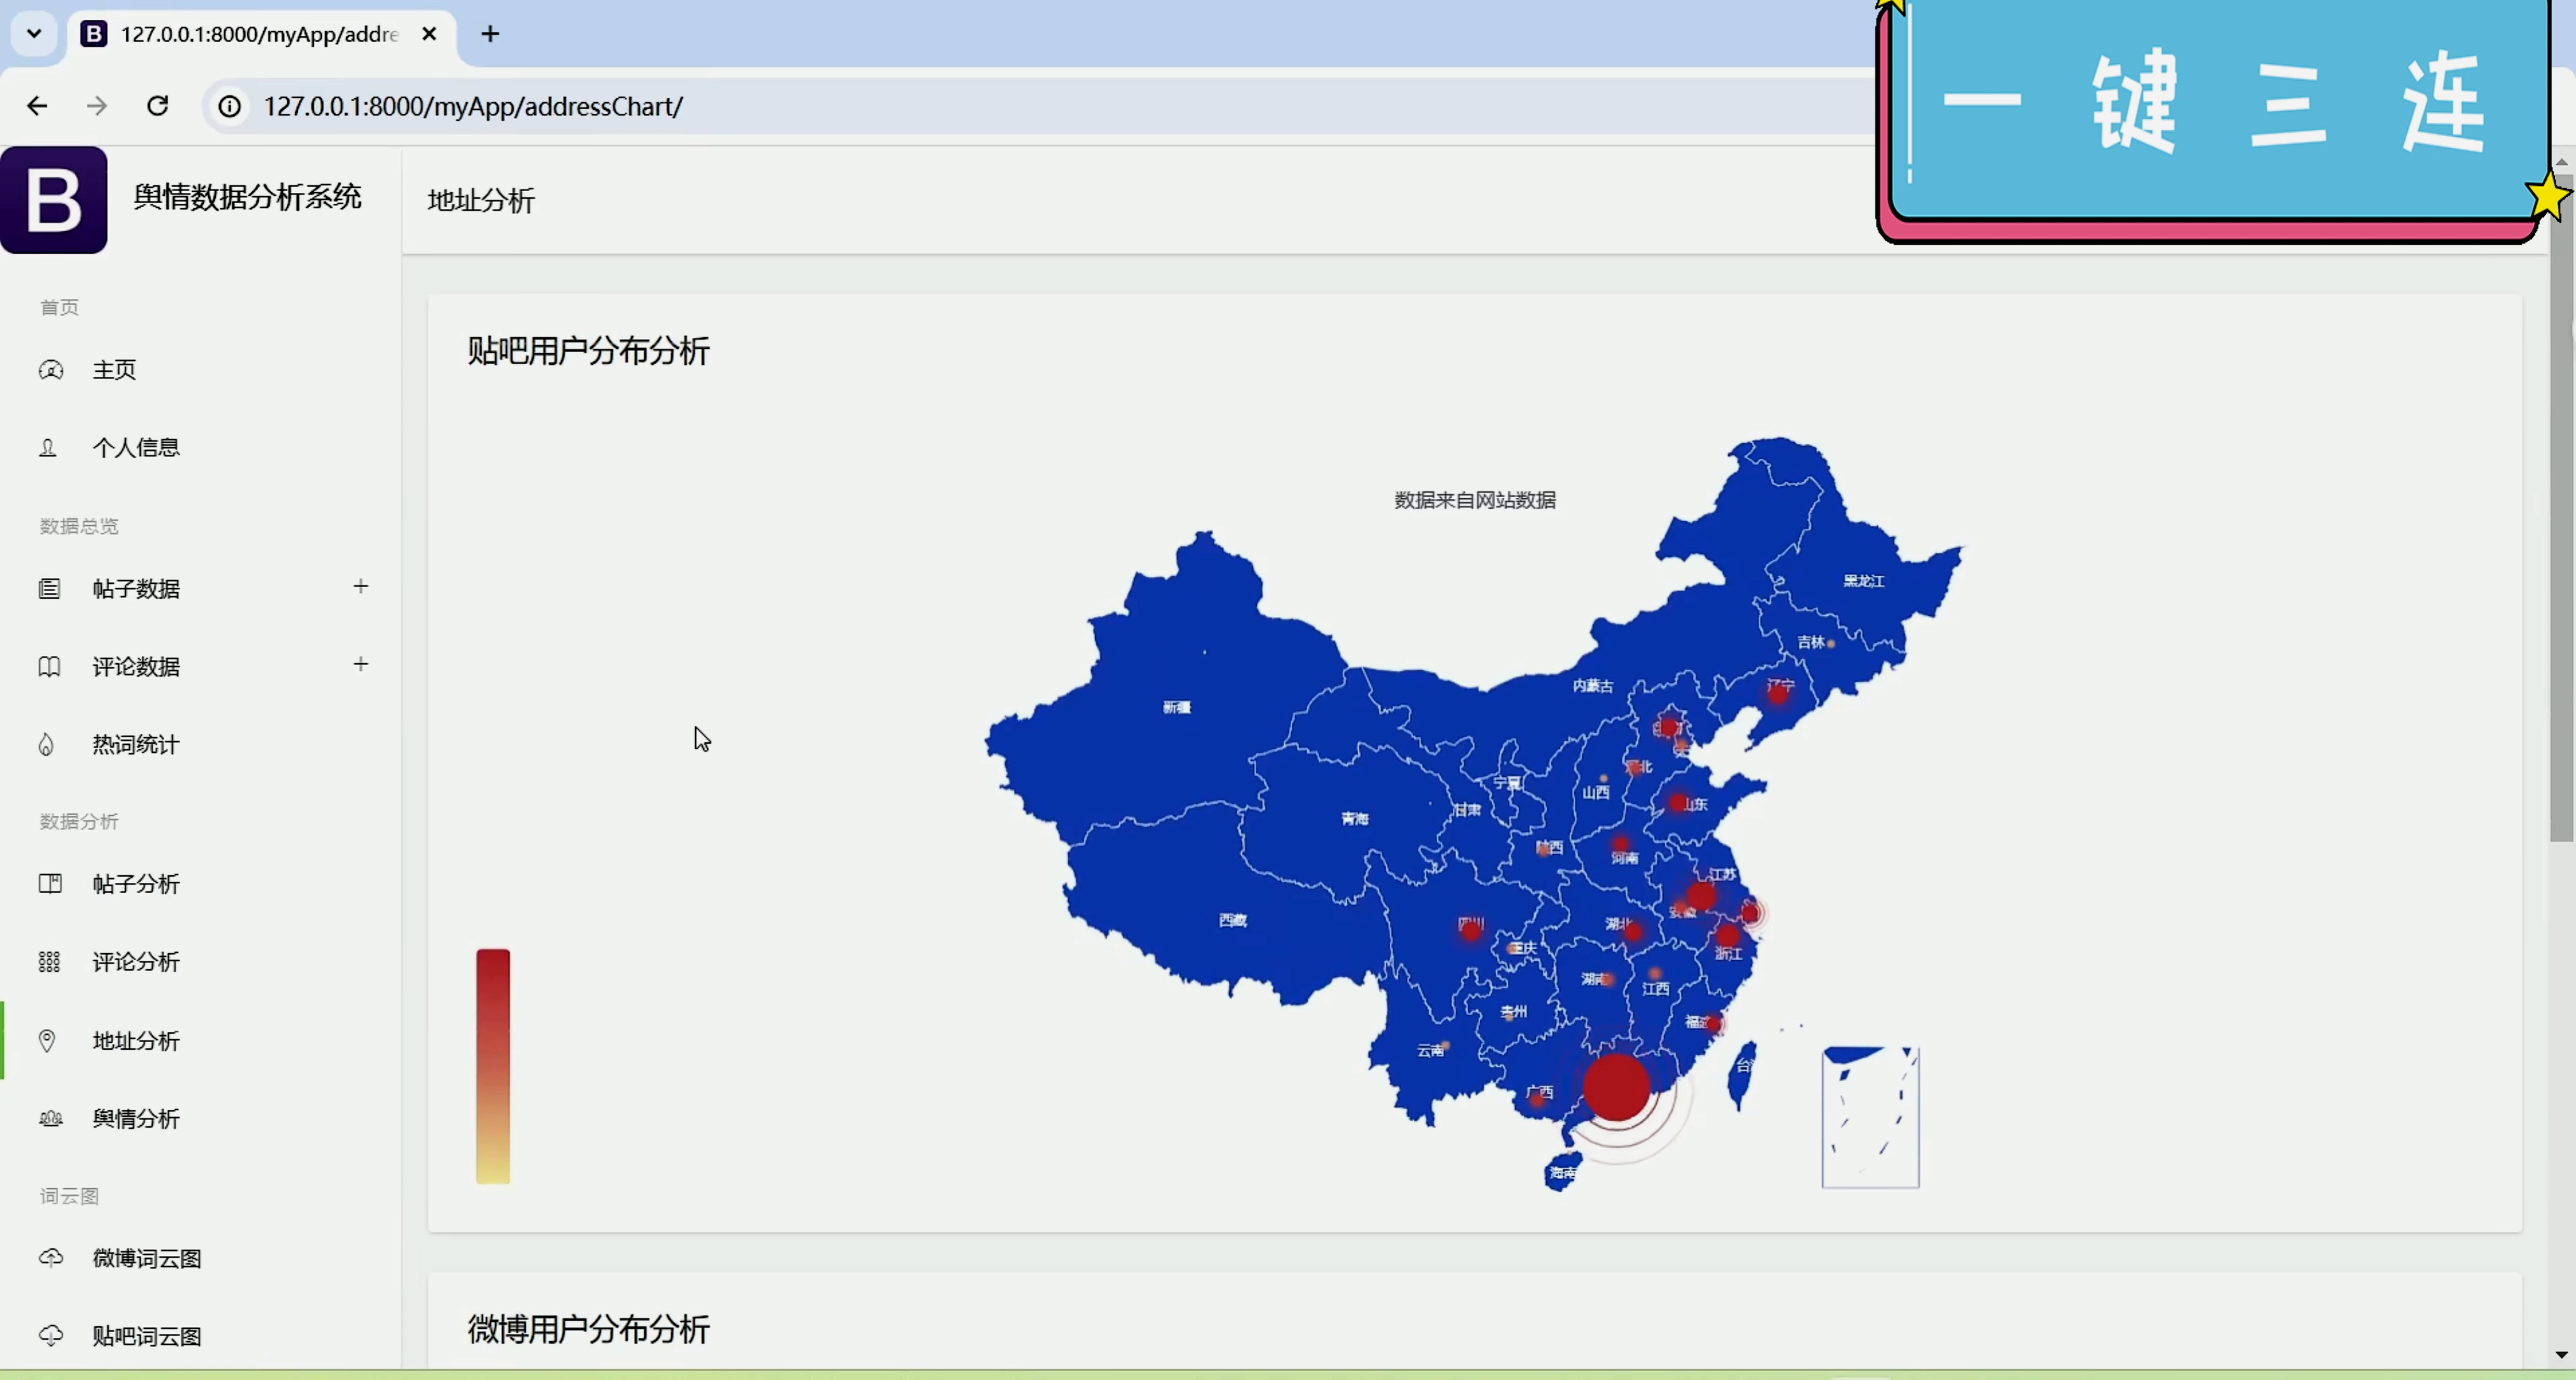 127.0.0.1:8000/myApp/addre
127.0.0.1:8000/myApp/addressChart/
一键三连
B
舆情数据分析系统
地址分析
首页
主页
个人信息
数据总览
帖子数据 +
评论数据 +
热词统计
数据分析
帖子分析
评论分析
地址分析
舆情分析
词云图
微博词云图
贴吧词云图
贴吧用户分布分析
数据来自网站数据
黑龙江
吉林
辽宁
内蒙古
新疆
宁夏
山西
山东
青海
甘肃
陕西
河南
江苏
西藏
四川
湖北
安徽
重庆
浙江
湖南
江西
贵州
云南
广西
海南
微博用户分布分析